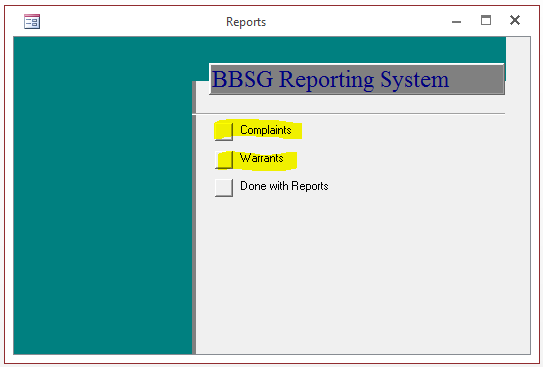 Reports
BBSG Reporting System
Complaints
Warrants
Done with Reports